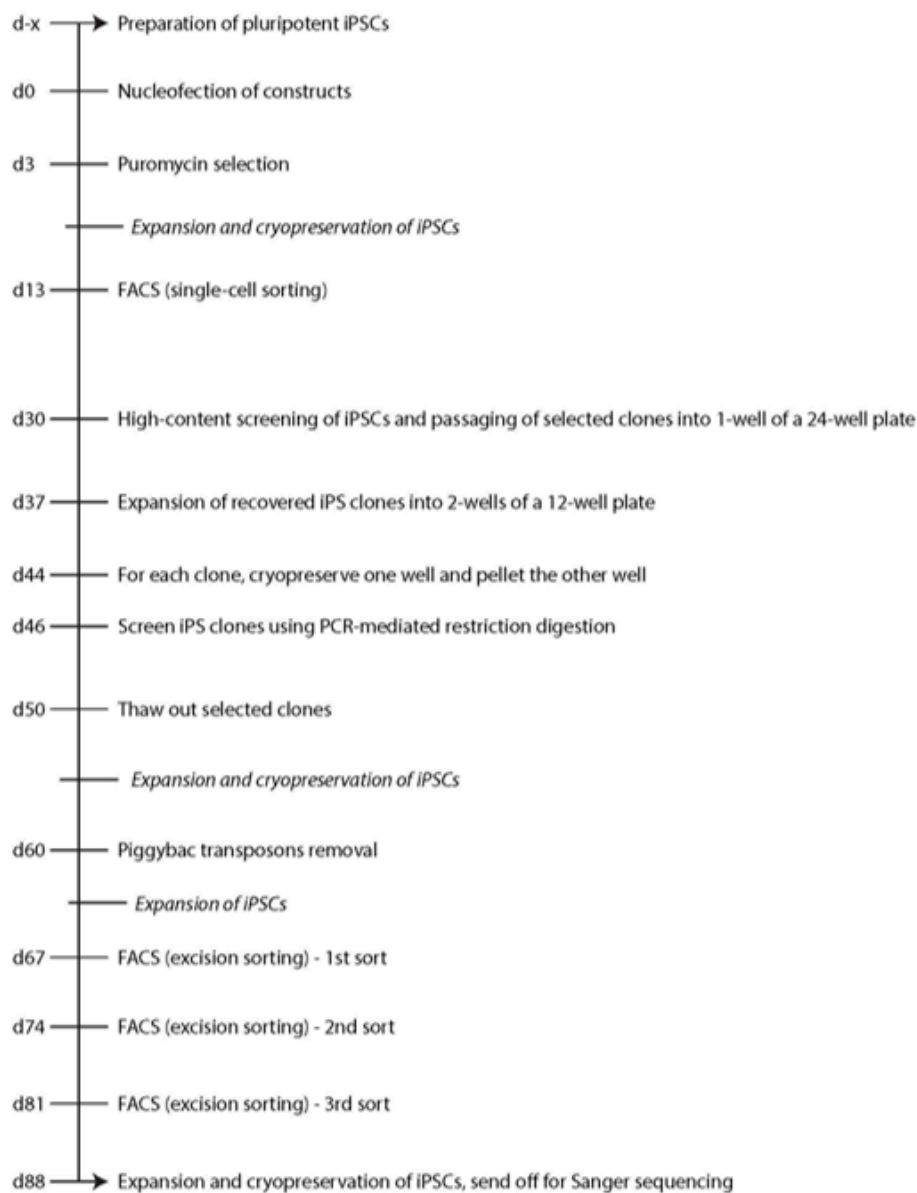 d-x Preparation of pluripotent iPSCs
d0 Nucleofection of constructs
d3 Puromycin selection
Expansion and cryopreservation of iPSCs
d13 FACS (single-cell sorting)
d30 High-content screening of iPSCs and passaging of selected clones into 1-well of a 24-well plate
d37 Expansion of recovered iPS clones into 2-wells of a 12-well plate
d44 For each clone, cryopreserve one well and pellet the other well
d46 Screen iPS clones using PCR-mediated restriction digestion
d50 Thaw out selected clones
Expansion and cryopreservation of iPSCs
d60 Piggybac transposons removal
Expansion of iPSCs
d67 FACS (excision sorting) - 1st sort
d74 FACS (excision sorting) - 2nd sort
d81 FACS (excision sorting) - 3rd sort
d88 Expansion and cryopreservation of iPSCs, send off for Sanger sequencing